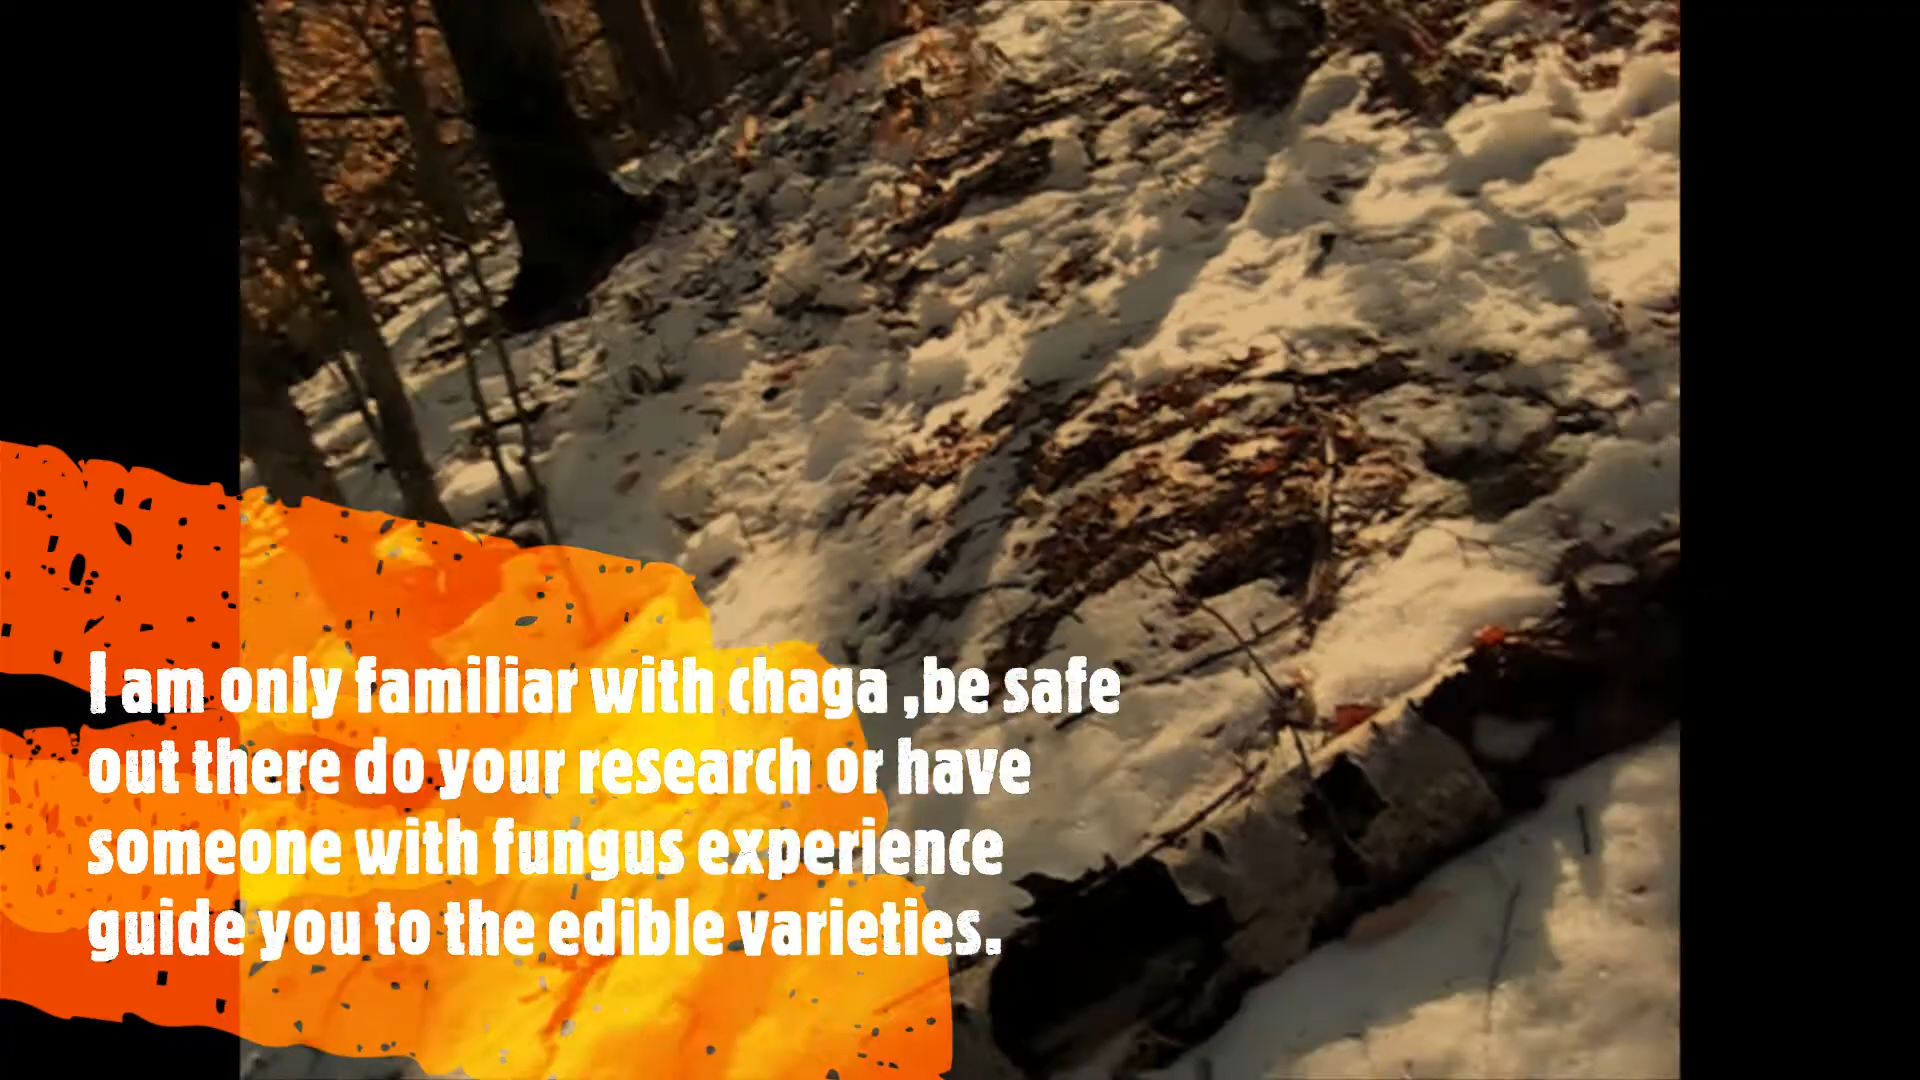 I am only familiar with chaga ,be safe
out there do your research or have
someone with fungus experience
guide you to the edible varieties.